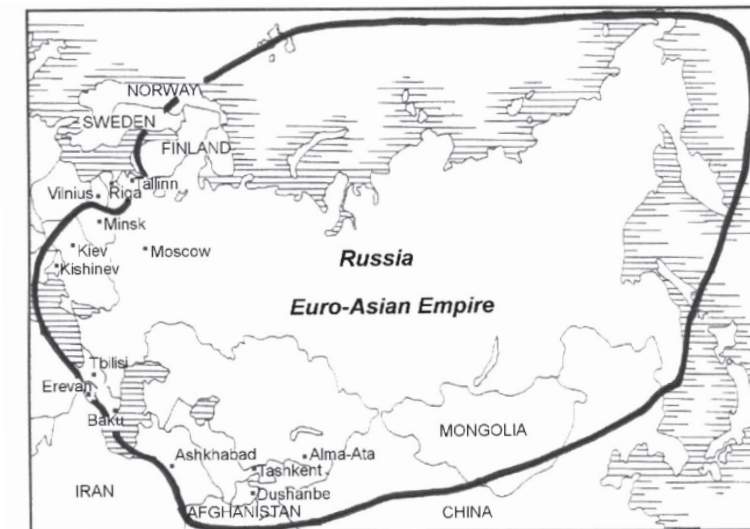 NORWAY
SWEDEN
FINLAND
Tallinn
Vilnius
Riga
Minsk
Kiev
Moscow
Kishinev
Russia
Euro-Asian Empire
Tbilisi
Erevan
Baku
MONGOLIA
Ashkhabad
Alma-Ata
Tashkent
Dushanbe
IRAN
AFGHANISTAN
CHINA